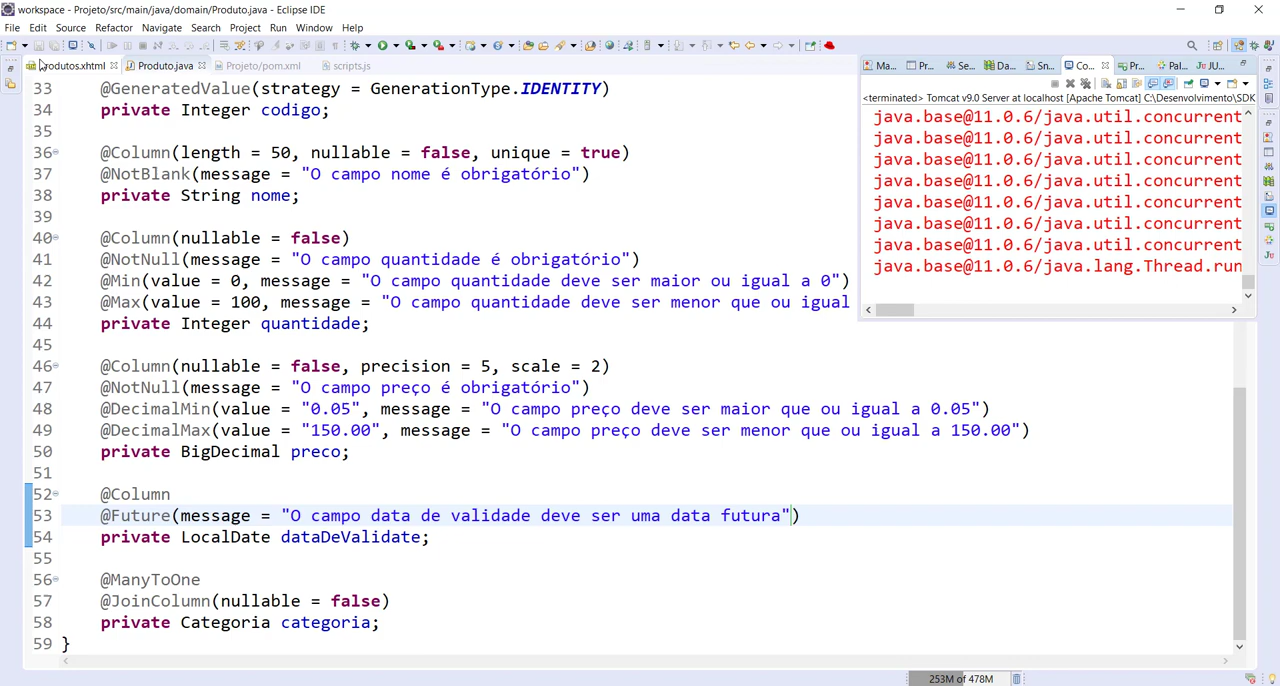 workspace - Projeto/src/main/java/domain/Produto.java - Eclipse IDE
File Edit Source Refactor Navigate Search Project Run Window Help
produtos.xhtml Produto.java Projeto/pom.xml scripts.js
33 @GeneratedValue(strategy = GenerationType.IDENTITY)
34 private Integer codigo;
35
36 @Column(length = 50, nullable = false, unique = true)
37 @NotBlank(message = "O campo nome é obrigatório")
38 private String nome;
39
40 @Column(nullable = false)
41 @NotNull(message = "O campo quantidade é obrigatório")
42 @Min(value = 0, message = "O campo quantidade deve ser maior ou igual a 0")
43 @Max(value = 100, message = "O campo quantidade deve ser menor que ou igual
44 private Integer quantidade;
45
46 @Column(nullable = false, precision = 5, scale = 2)
47 @NotNull(message = "O campo preço é obrigatório")
48 @DecimalMin(value = "0.05", message = "O campo preço deve ser maior que ou igual a 0.05")
49 @DecimalMax(value = "150.00", message = "O campo preço deve ser menor que ou igual a 150.00")
50 private BigDecimal preco;
51
52 @Column
53 @Future(message = "O campo data de validade deve ser uma data futura")
54 private LocalDate dataDeValidate;
55
56 @ManyToOne
57 @JoinColumn(nullable = false)
58 private Categoria categoria;
59 }
Ma... Pr... Se... Da... Sn... Co... Pr... Pal... JU...
<terminated> Tomcat v9.0 Server at localhost [Apache Tomcat] C:\Desenvolvimento\SDK
java.base@11.0.6/java.util.concurrent
java.base@11.0.6/java.util.concurrent
java.base@11.0.6/java.util.concurrent
java.base@11.0.6/java.util.concurrent
java.base@11.0.6/java.util.concurrent
java.base@11.0.6/java.util.concurrent
java.base@11.0.6/java.util.concurrent
java.base@11.0.6/java.lang.Thread.run
253M of 478M